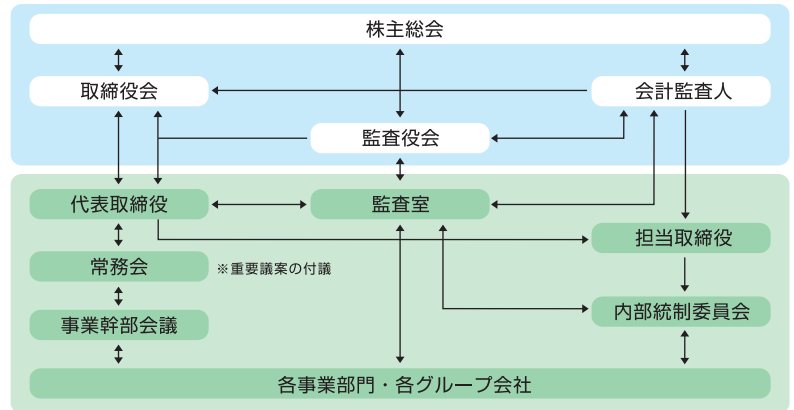 株主総会
取締役会
会計監査人
監査役会
代表取締役
監査室
担当取締役
常務会
※重要議案の付議
内部統制委員会
事業幹部会議
各事業部門・各グループ会社